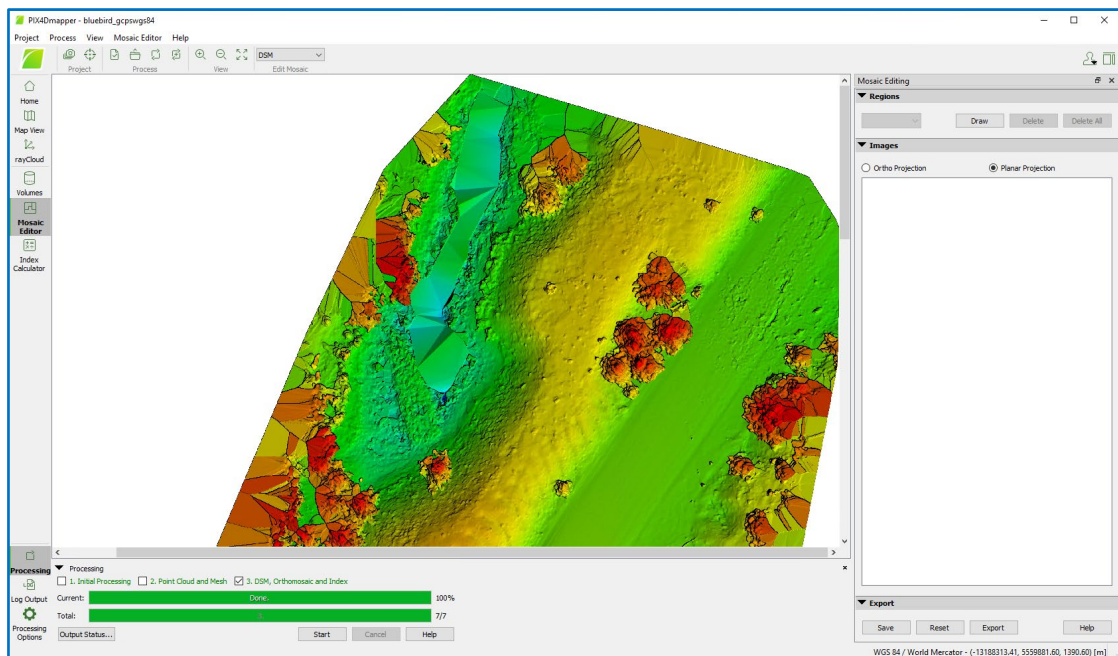 PIX4Dmapper - bluebird_gcpswgs84
Project Process View Mosaic Editor Help
DSM
Project Process View Edit Mosaic
Home
Map View
rayCloud
Volumes
Mosaic
Editor
Index
Calculator
Processing
Log Output
Processing
Options
Mosaic Editing
Regions
Draw Delete Delete All
Images
Ortho Projection Planar Projection
Processing
1. Initial Processing 2. Point Cloud and Mesh 3. DSM, Orthomosaic and Index
Current: Done. 100%
Total: 7/7
Output Status... Start Cancel Help
Export
Save Reset Export Help
WGS 84 / World Mercator - (-13188313.41, 5559881.60, 1390.60) [m]